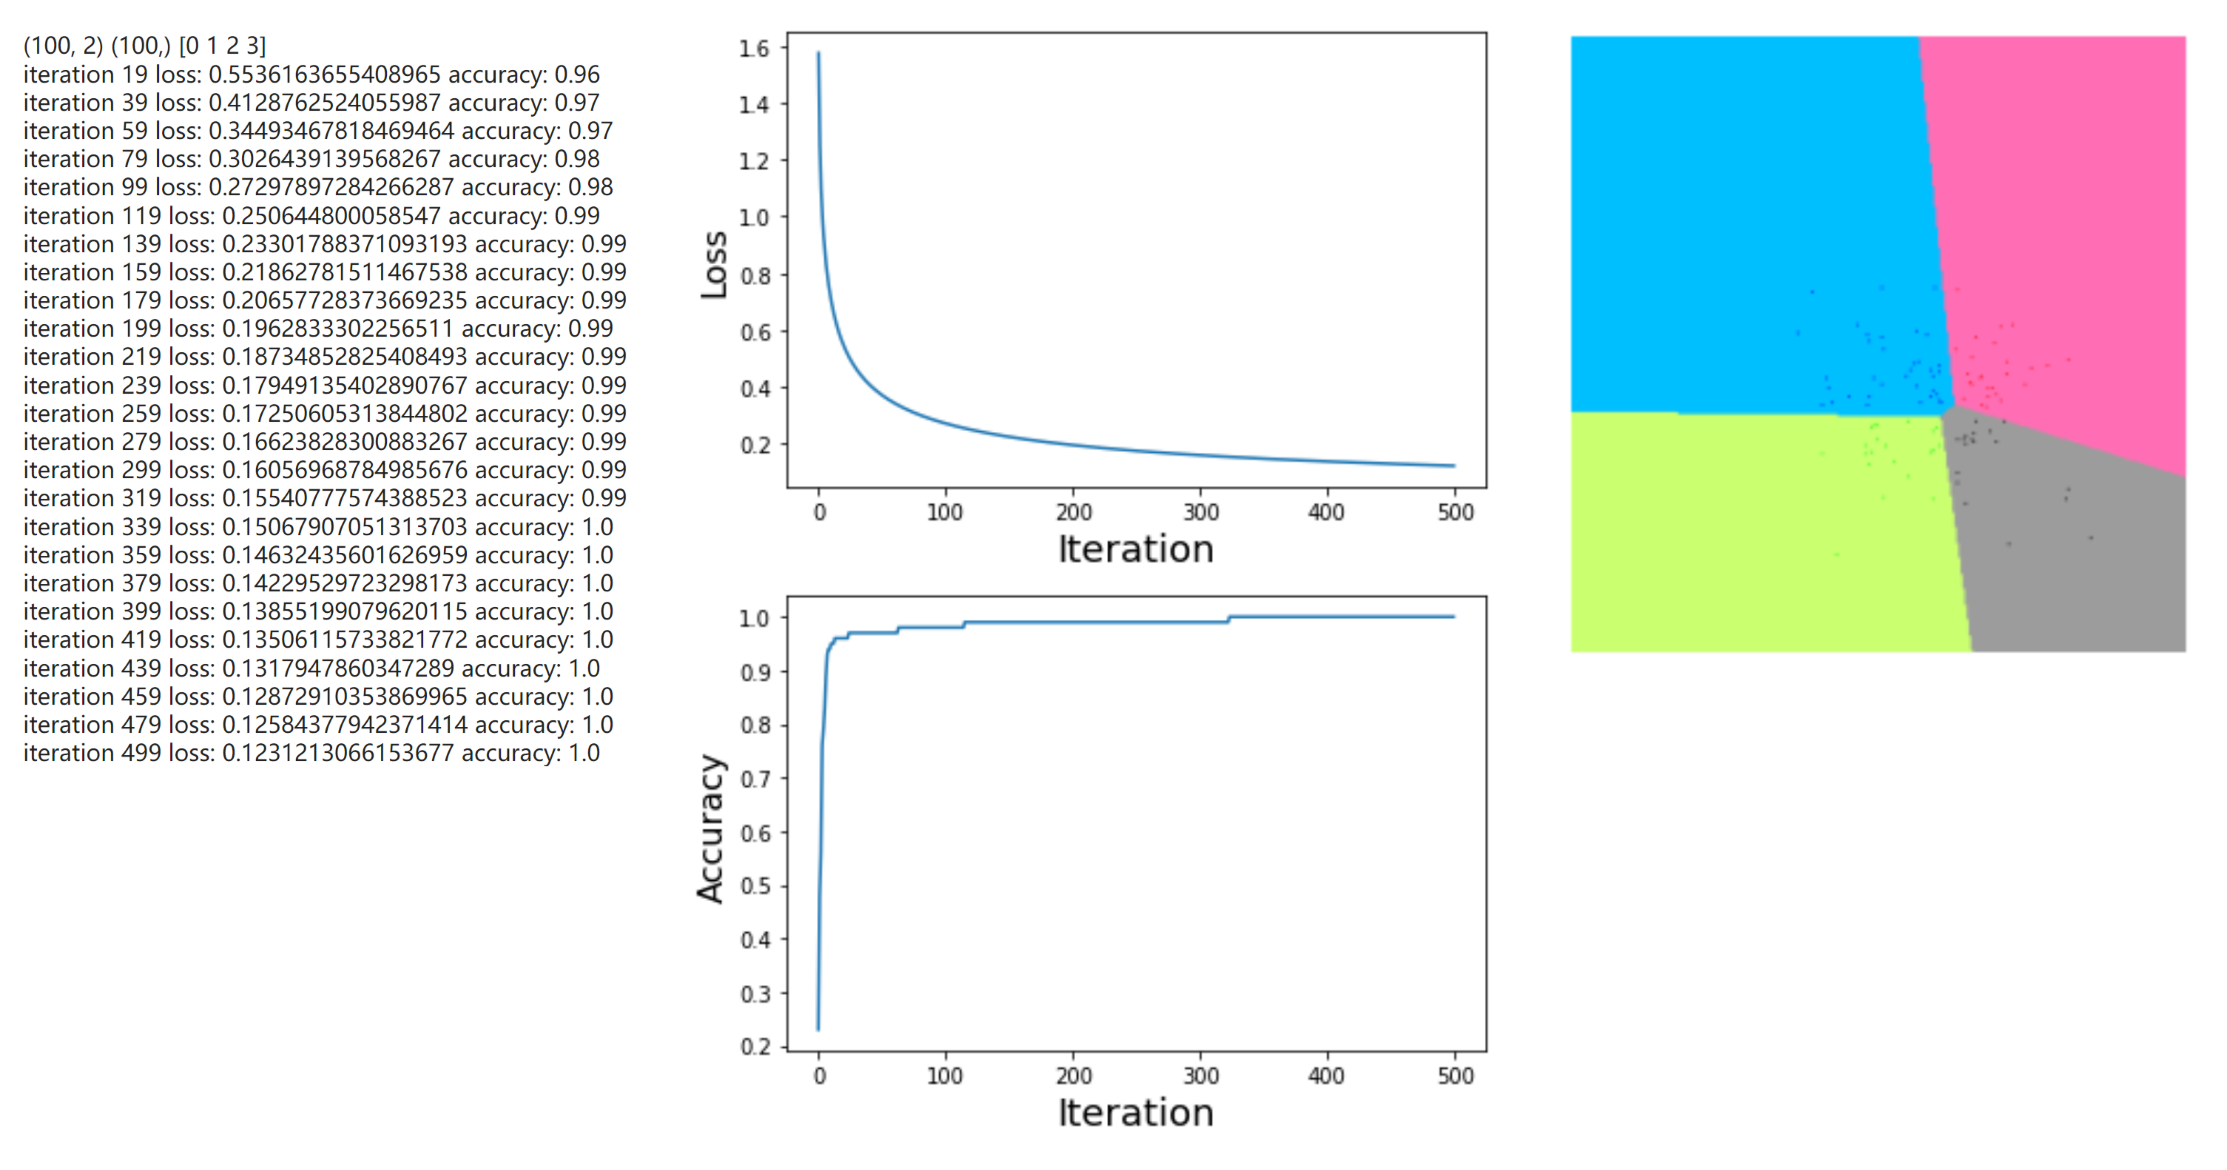 (100, 2) (100,) [0 1 2 3]
iteration 19 loss: 0.5536163655408965 accuracy: 0.96
iteration 39 loss: 0.4128762524055987 accuracy: 0.97
iteration 59 loss: 0.34493467818469464 accuracy: 0.97
iteration 79 loss: 0.3026439139568267 accuracy: 0.98
iteration 99 loss: 0.27297897284266287 accuracy: 0.98
iteration 119 loss: 0.250644800058547 accuracy: 0.99
iteration 139 loss: 0.23301788371093193 accuracy: 0.99
iteration 159 loss: 0.21862781511467538 accuracy: 0.99
iteration 179 loss: 0.20657728373669235 accuracy: 0.99
iteration 199 loss: 0.1962833302256511 accuracy: 0.99
iteration 219 loss: 0.18734852825408493 accuracy: 0.99
iteration 239 loss: 0.17949135402890767 accuracy: 0.99
iteration 259 loss: 0.17250605313844802 accuracy: 0.99
iteration 279 loss: 0.16623828300883267 accuracy: 0.99
iteration 299 loss: 0.16056968784985676 accuracy: 0.99
iteration 319 loss: 0.15540777574388523 accuracy: 0.99
iteration 339 loss: 0.15067907051313703 accuracy: 1.0
iteration 359 loss: 0.14632435601626959 accuracy: 1.0
iteration 379 loss: 0.14229529723298173 accuracy: 1.0
iteration 399 loss: 0.13855199079620115 accuracy: 1.0
iteration 419 loss: 0.13506115733821772 accuracy: 1.0
iteration 439 loss: 0.1317947860347289 accuracy: 1.0
iteration 459 loss: 0.12872910353869965 accuracy: 1.0
iteration 479 loss: 0.12584377942371414 accuracy: 1.0
iteration 499 loss: 0.1231213066153677 accuracy: 1.0
1.6
1.4
1.2
1.0
0.8
0.6
0.4
0.2
Loss
0 100 200 300 400 500
Iteration
1.0
0.9
0.8
0.7
0.6
0.5
0.4
0.3
0.2
Accuracy
0 100 200 300 400 500
Iteration